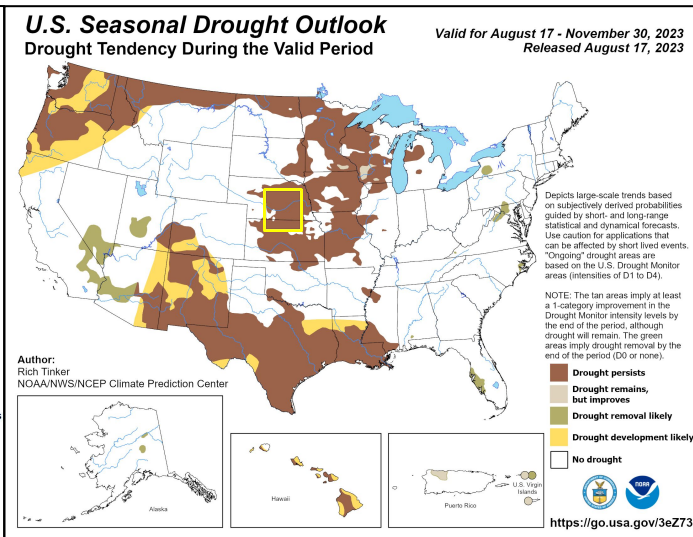 U.S. Seasonal Drought Outlook
Drought Tendency During the Valid Period
Valid for August 17 - November 30, 2023
Released August 17, 2023
Depicts large-scale trends based
on subjectively derived probabilities
guided by short- and long-range
statistical and dynamical forecasts.
Use caution for applications that
can be affected by short lived events.
"Ongoing" drought areas are
based on the U.S. Drought Monitor
areas (intensities of D1 to D4).
NOTE: The tan areas imply at least
a 1-category improvement in the
Drought Monitor intensity levels by
the end of the period, although
drought will remain. The green
areas imply drought removal by the
end of the period (D0 or none).
Author:
Rich Tinker
NOAA/NWS/NCEP Climate Prediction Center
Drought persists
Drought remains,
but improves
Drought removal likely
Drought development likely
No drought
Alaska
Hawaii
Puerto Rico
U.S. Virgin
Islands
NOAA
https://go.usa.gov/3eZ73